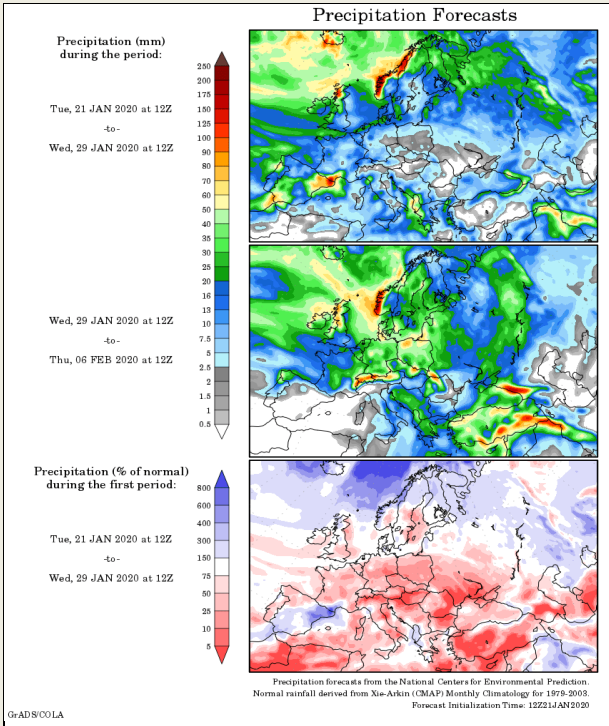 Precipitation Forecasts
Precipitation (mm)
during the period:
Tue, 21 JAN 2020 at 12Z
-to-
Wed, 29 JAN 2020 at 12Z
250
200
175
150
125
100
90
80
70
60
50
40
35
30
25
20
16
13
10
7.5
5
2.5
2
1.5
1
0.5
Wed, 29 JAN 2020 at 12Z
-to-
Thu, 06 FEB 2020 at 12Z
Precipitation (% of normal)
during the first period:
Tue, 21 JAN 2020 at 12Z
-to-
Wed, 29 JAN 2020 at 12Z
800
600
400
300
150
75
50
25
10
5
Precipitation forecasts from the National Centers for Environmental Prediction.
Normal rainfall derived from Xie-Arkin (CMAP) Monthly Climatology for 1979-2003.
Forecast Initialization Time: 12Z21JAN2020
GrADS/COLA